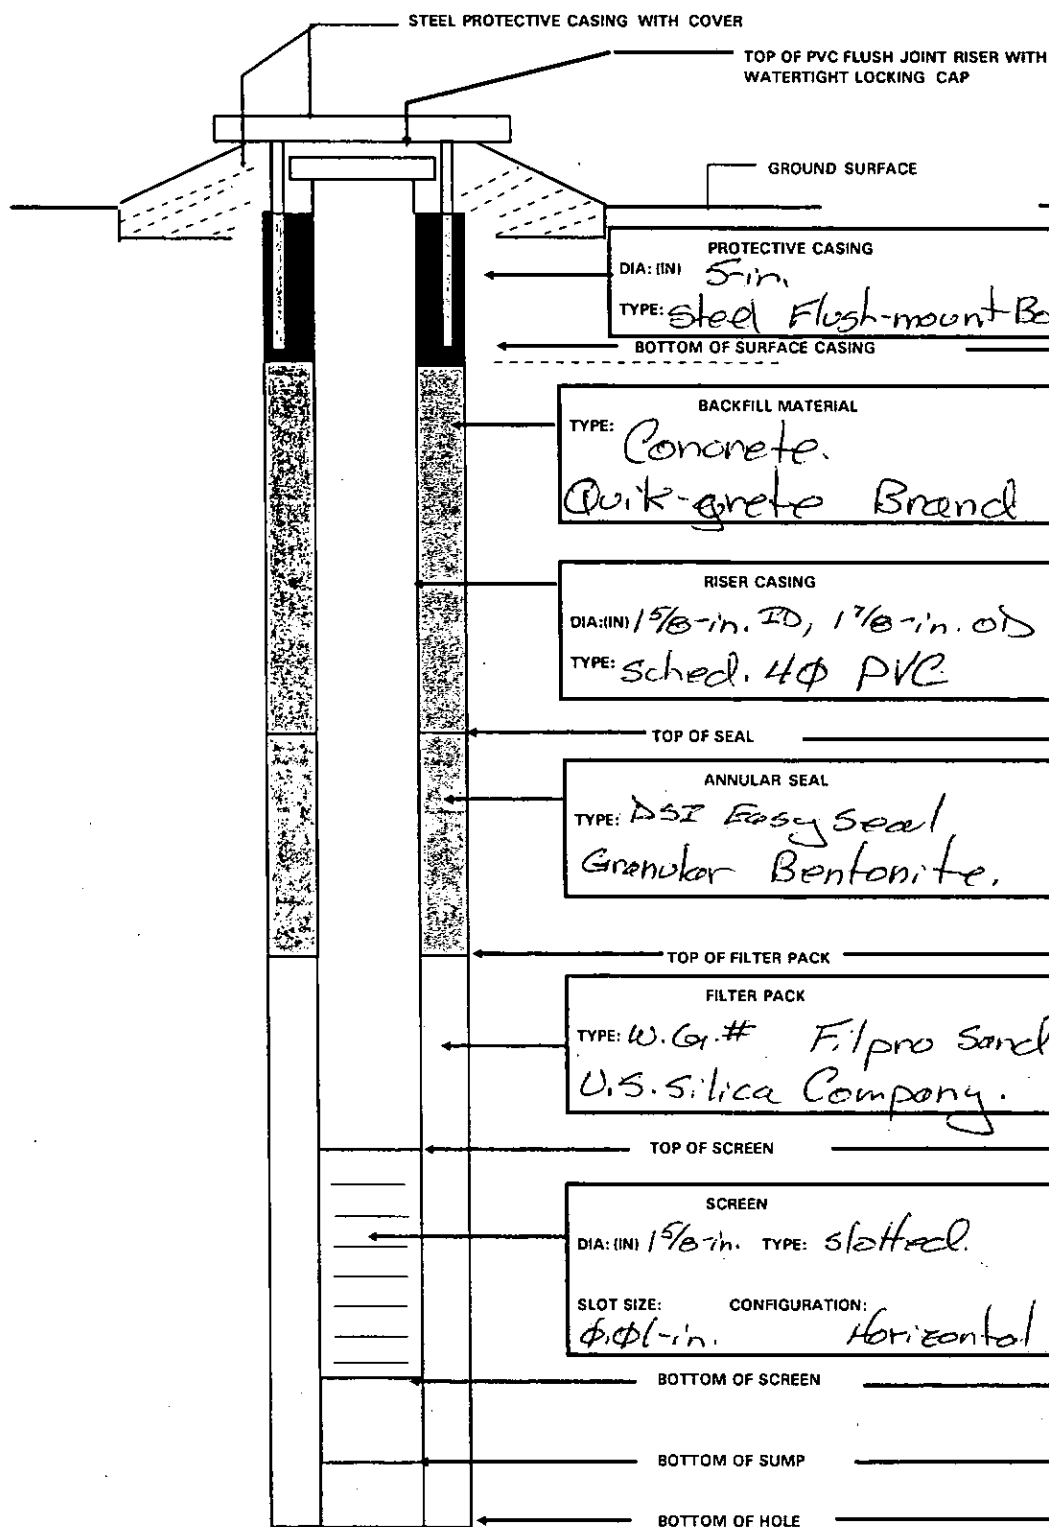 STEEL PROTECTIVE CASING WITH COVER
TOP OF PVC FLUSH JOINT RISER WITH
WATERTIGHT LOCKING CAP
GROUND SURFACE
PROTECTIVE CASING
DIA: (IN) 5-in.
TYPE: Steel Flush-mount Bo
BOTTOM OF SURFACE CASING
BACKFILL MATERIAL
TYPE: Concrete.
Quik-grete Brand
RISER CASING
DIA:(IN) 1 5/8-in. ID, 1 7/8-in. OD
TYPE: Sched. 4Ø PVC
TOP OF SEAL
ANNULAR SEAL
TYPE: DSI Easy Seal
Granular Bentonite.
TOP OF FILTER PACK
FILTER PACK
TYPE: W.G.# Filpro Sand
U.S. Silica Company.
TOP OF SCREEN
SCREEN
DIA: (IN) 1 5/8-in. TYPE: Slotted.
SLOT SIZE: CONFIGURATION:
Ø.Ø1-in. Horizontal
BOTTOM OF SCREEN
BOTTOM OF SUMP
BOTTOM OF HOLE